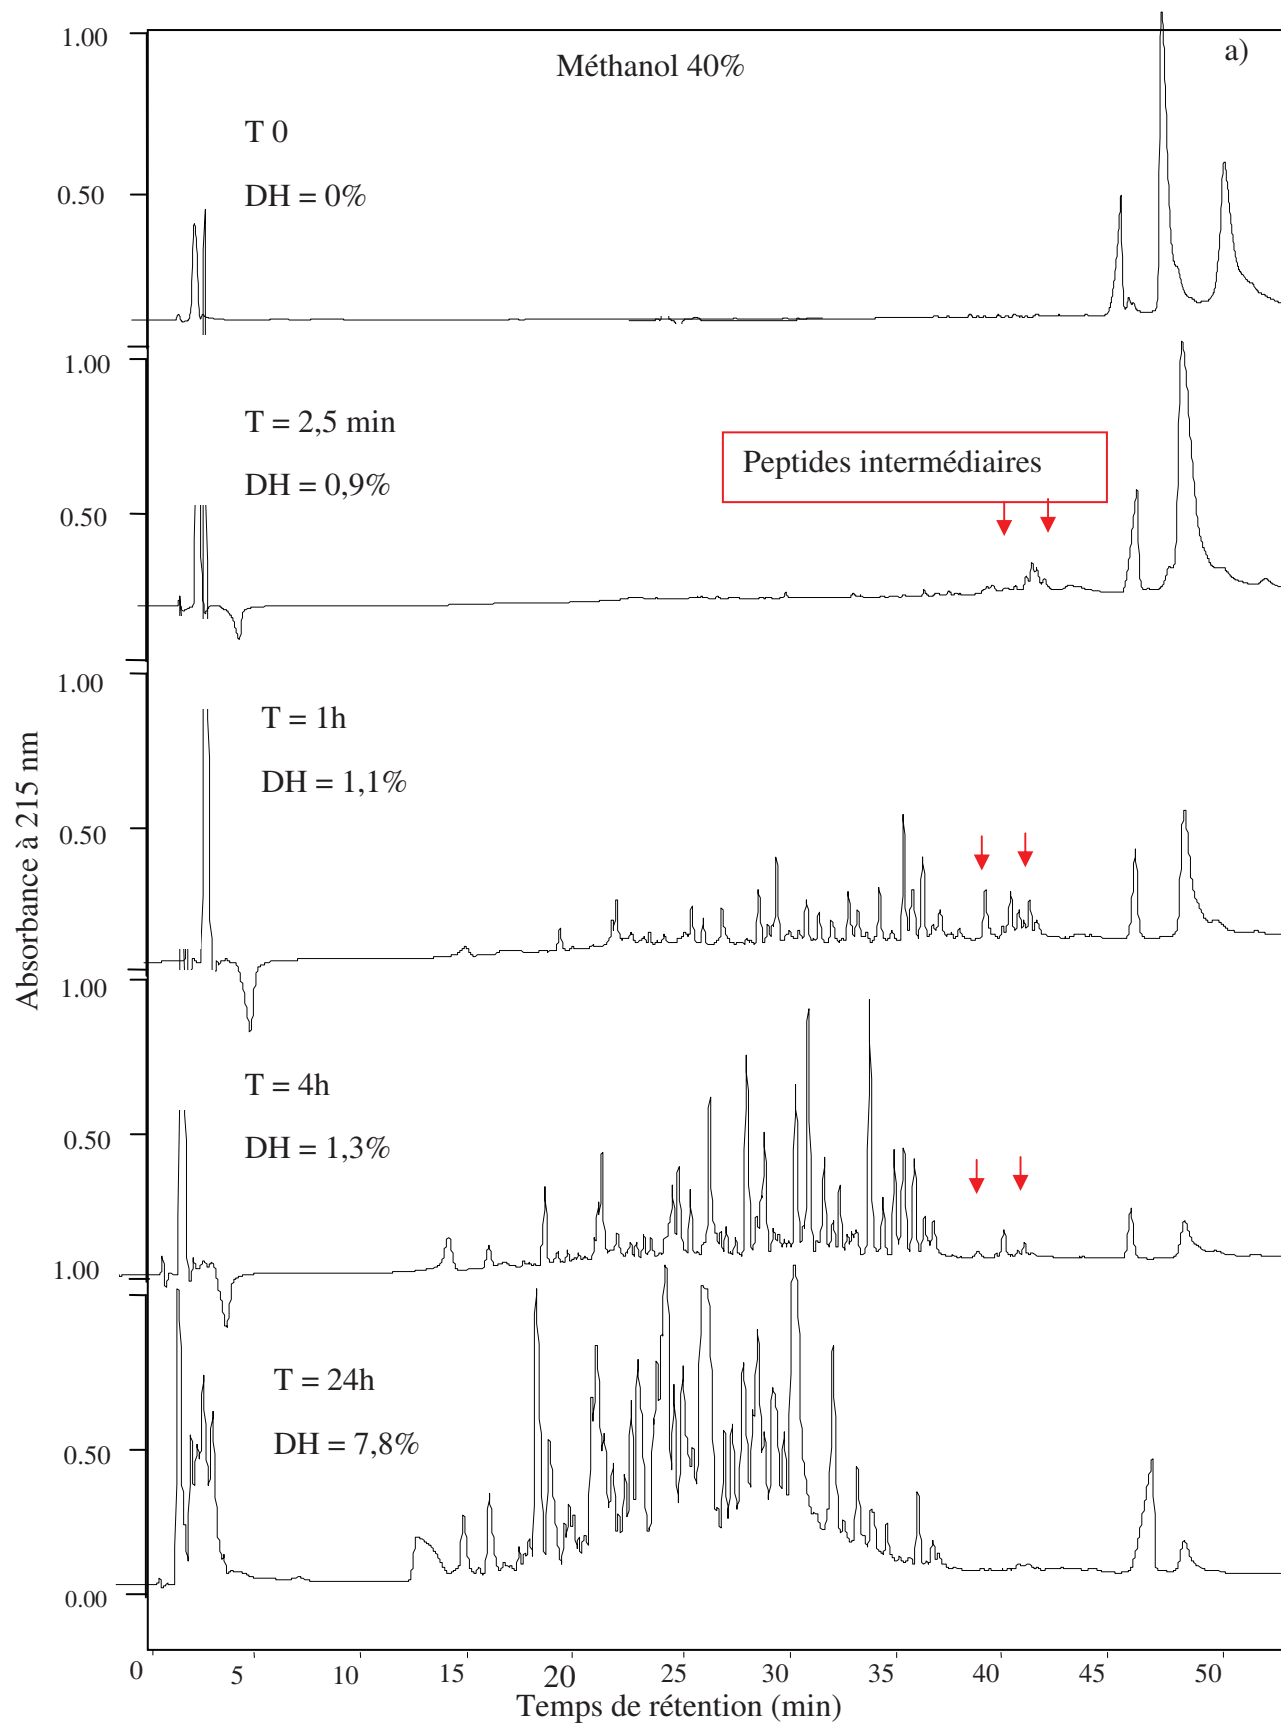 1.00
Méthanol 40%
a)
T 0
0.50
DH = 0%
1.00
T = 2,5 min
Peptides intermédiaires
DH = 0,9%
0.50
1.00
T = 1h
DH = 1,1%
0.50
Absorbance à 215 nm
1.00
T = 4h
0.50
DH = 1,3%
1.00
T = 24h
0.50
DH = 7,8%
0.00
0 5 10 15 20 25 30 35 40 45 50
Temps de rétention (min)